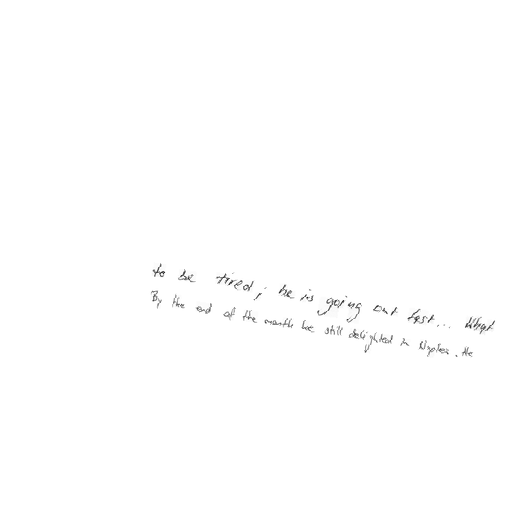 to be tired; he is going out fast... What
By the end of the month he still delighted in Naples. He